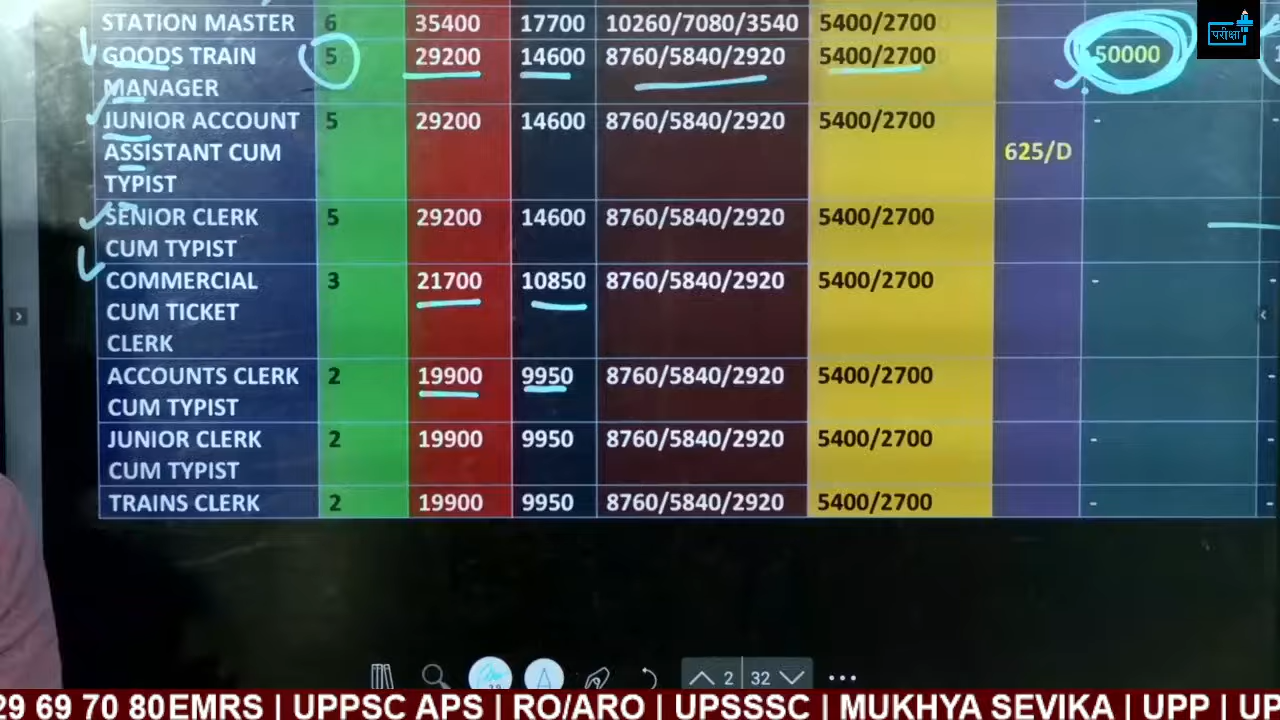 STATION MASTER 6 35400 17700 10260/7080/3540 5400/2700
परीक्षा
GOODS TRAIN 5 29200 14600 8760/5840/2920 5400/2700 50000
MANAGER
JUNIOR ACCOUNT 5 29200 14600 8760/5840/2920 5400/2700 - -
ASSISTANT CUM 625/D
TYPIST
SENIOR CLERK 5 29200 14600 8760/5840/2920 5400/2700
CUM TYPIST
COMMERCIAL 3 21700 10850 8760/5840/2920 5400/2700 - -
CUM TICKET
CLERK
ACCOUNTS CLERK 2 19900 9950 8760/5840/2920 5400/2700 -
CUM TYPIST
JUNIOR CLERK 2 19900 9950 8760/5840/2920 5400/2700 - -
CUM TYPIST
TRAINS CLERK 2 19900 9950 8760/5840/2920 5400/2700 - -
2 32
29 69 70 80EMRS | UPPSC APS | RO/ARO | UPSSSC | MUKHYA SEVIKA | UPP | UP